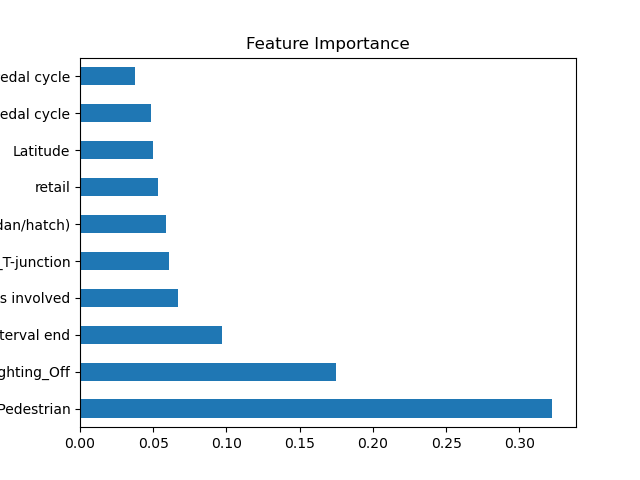 Feature Importance
edal cycle
edal cycle
Latitude
retail
dan/hatch)
_T-junction
s involved
terval end
ghting_Off
Pedestrian
0.00 0.05 0.10 0.15 0.20 0.25 0.30